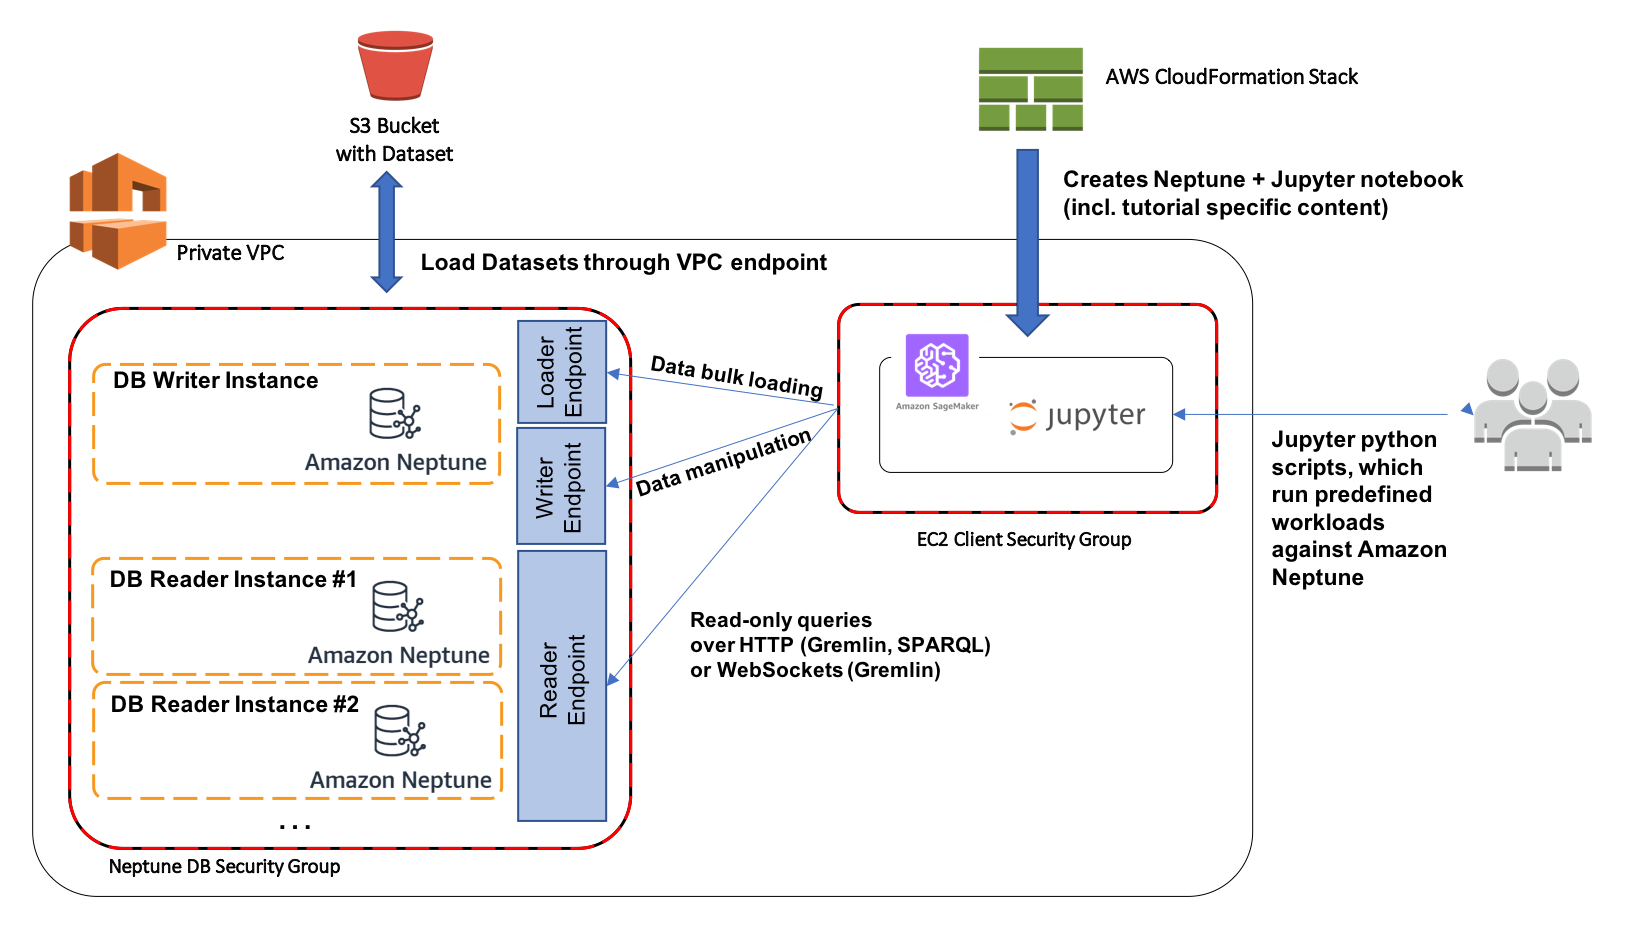 S3 Bucket
with Dataset
AWS CloudFormation Stack
Creates Neptune + Jupyter notebook
(incl. tutorial specific content)
Private VPC
Load Datasets through VPC endpoint
DB Writer Instance
Amazon Neptune
DB Reader Instance #1
Amazon Neptune
DB Reader Instance #2
Amazon Neptune
...
Neptune DB Security Group
Loader
Endpoint
Writer
Endpoint
Reader
Endpoint
Data bulk loading
Data manipulation
Read-only queries
over HTTP (Gremlin, SPARQL)
or WebSockets (Gremlin)
Amazon SageMaker
jupyter
EC2 Client Security Group
Jupyter python
scripts, which
run predefined
workloads
against Amazon
Neptune